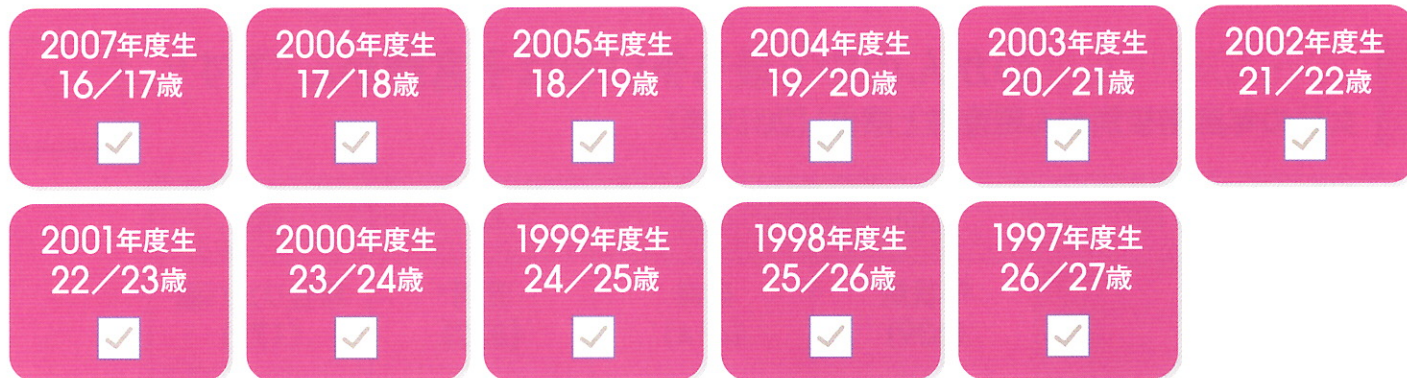 2007年度生
16／17歳
2006年度生
17／18歳
2005年度生
18／19歳
2004年度生
19／20歳
2003年度生
20／21歳
2002年度生
21／22歳
2001年度生
22／23歳
2000年度生
23／24歳
1999年度生
24／25歳
1998年度生
25／26歳
1997年度生
26／27歳